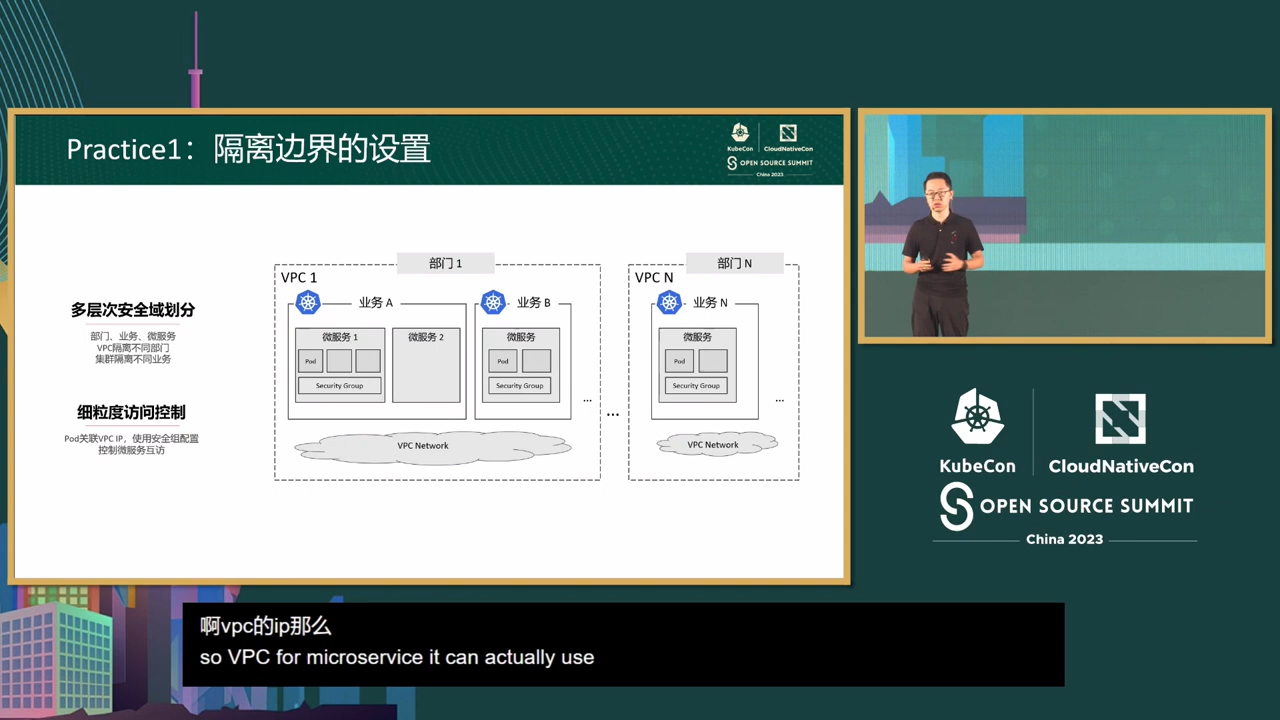 Practice1：隔离边界的设置
KubeCon
CloudNativeCon
OPEN SOURCE SUMMIT
China 2023
多层次安全域划分
部门、业务、微服务
VPC隔离不同部门
集群隔离不同业务
细粒度访问控制
Pod关联VPC IP，使用安全组配置
控制微服务互访
部门 1
VPC 1
业务 A
微服务 1
Pod
Security Group
微服务 2
业务 B
微服务
Pod
Security Group
...
VPC Network
...
部门 N
VPC N
业务 N
微服务
Pod
Security Group
...
VPC Network
KubeCon
CloudNativeCon
OPEN SOURCE SUMMIT
China 2023
啊vpc的ip那么
so VPC for microservice it can actually use